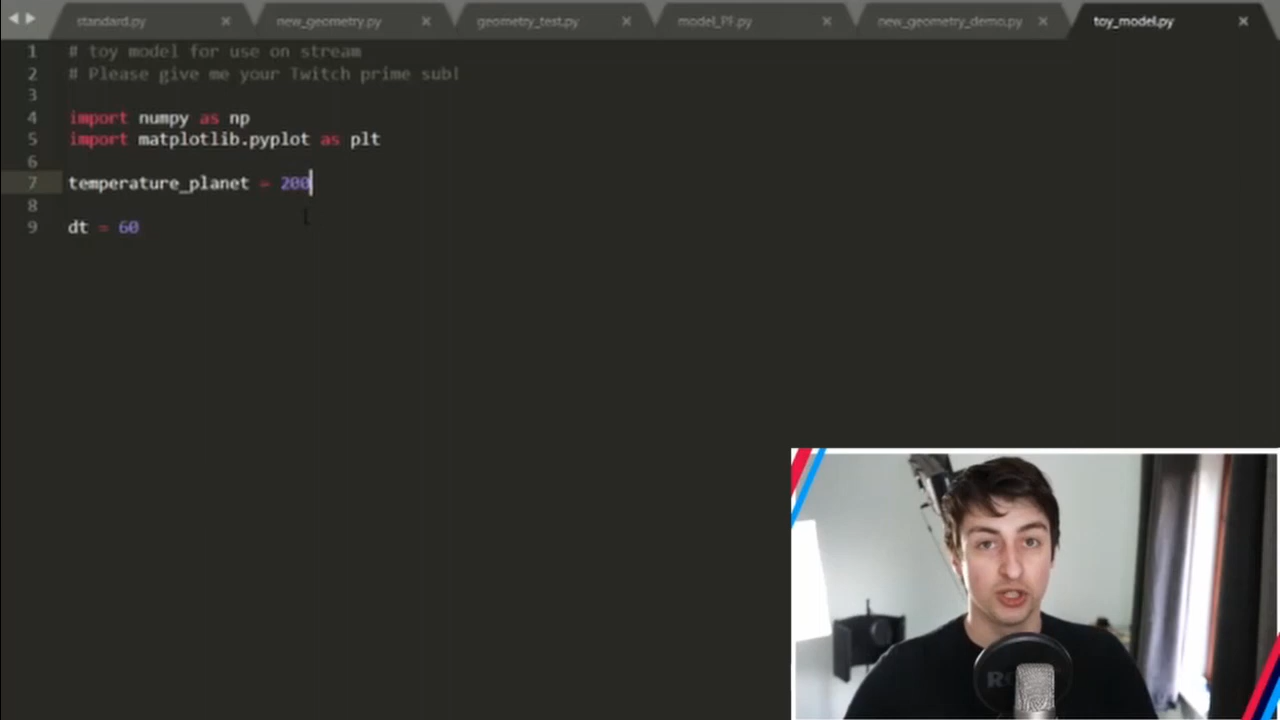 standard.py
new_geometry.py
geometry_test.py
model_PF.py
new_geometry_demo.py
toy_model.py
1 # toy model for use on stream
2 # Please give me your Twitch prime sub!
3
4 import numpy as np
5 import matplotlib.pyplot as plt
6
7 temperature_planet = 200
8
9 dt = 60